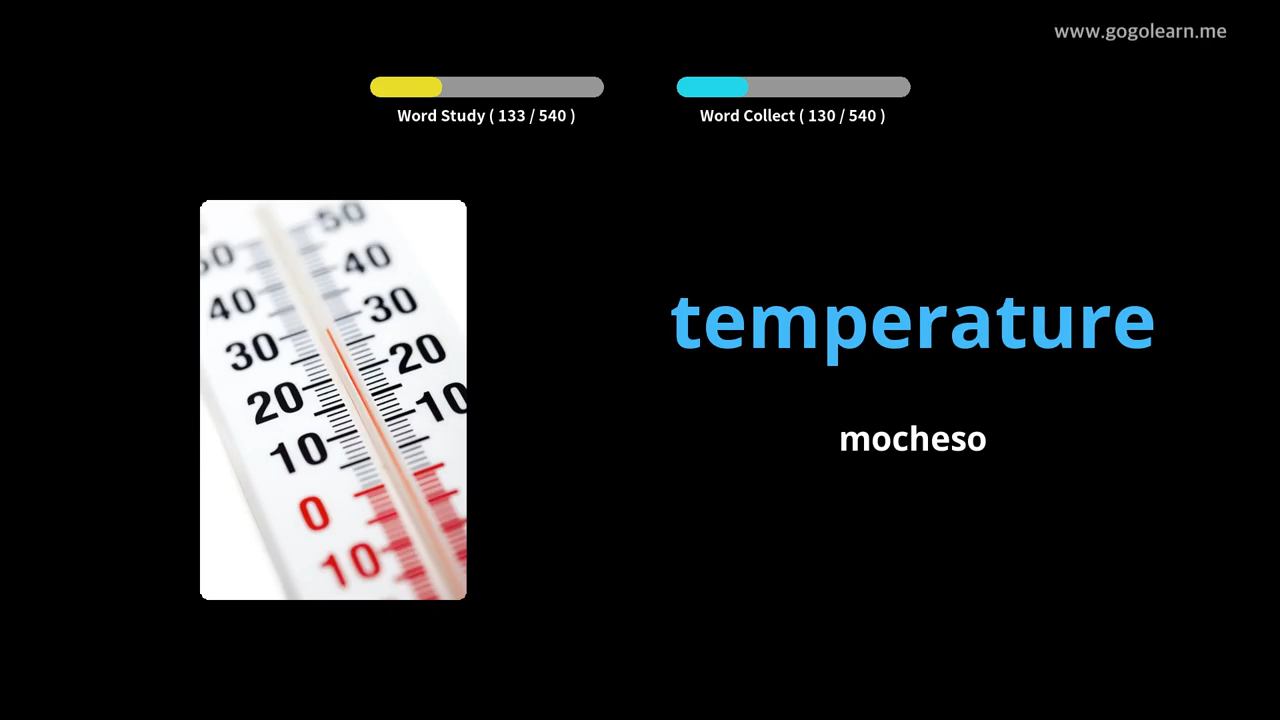 www.gogolearn.me
Word Study ( 133 / 540 )
Word Collect ( 130 / 540 )
temperature
mocheso
50
50
40
40
30
30
20
20
10
10
0
10